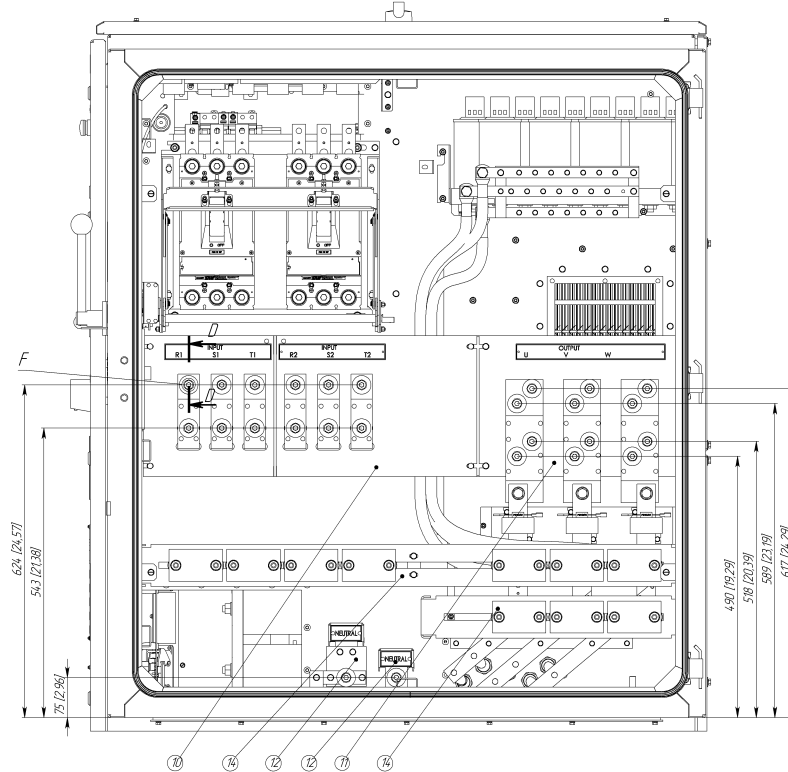 OFF
OFF
D
INPUT
R1 S1 T1
INPUT
R2 S2 T2
OUTPUT
U V W
F
D
624 [24,57]
543 [21,38]
75 [2,96]
490 [19,29]
518 [20,39]
589 [23,19]
617 [24,29]
NEUTRAL
NEUTRAL
10
14
12
12
11
14